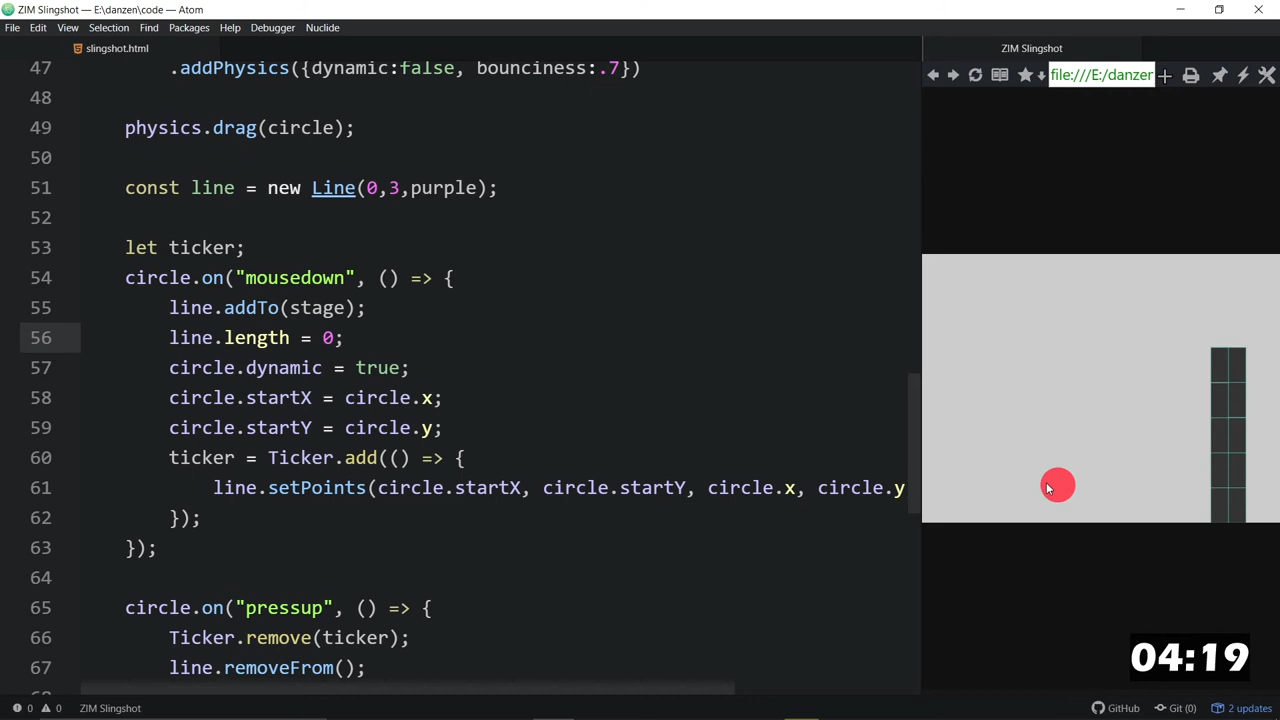 ZIM Slingshot — E:\danzen\code — Atom
File Edit View Selection Find Packages Help Debugger Nuclide
slingshot.html
ZIM Slingshot
file:///E:/danzer
47 .addPhysics({dynamic:false, bounciness:.7})
48
49 physics.drag(circle);
50
51 const line = new Line(0,3,purple);
52
53 let ticker;
54 circle.on("mousedown", () => {
55 line.addTo(stage);
56 line.length = 0;
57 circle.dynamic = true;
58 circle.startX = circle.x;
59 circle.startY = circle.y;
60 ticker = Ticker.add(() => {
61 line.setPoints(circle.startX, circle.startY, circle.x, circle.y
62 });
63 });
64
65 circle.on("pressup", () => {
66 Ticker.remove(ticker);
67 line.removeFrom();
04:19
0 0 ZIM Slingshot GitHub Git (0) 2 updates